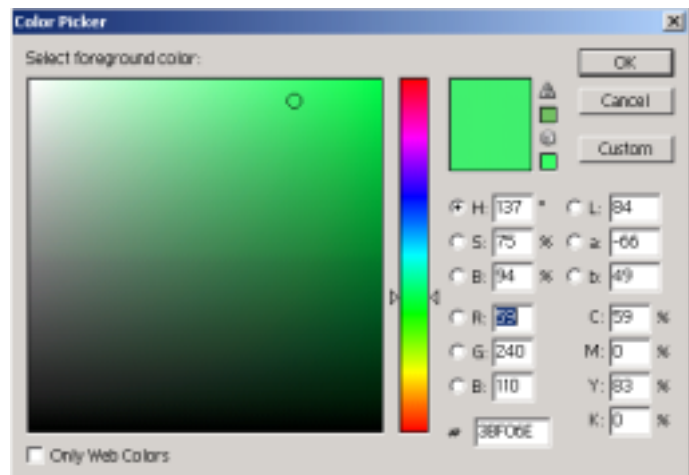 Color Picker
Select foreground color:
OK
Cancel
Custom
H: 137 °
L: 84
S: 75 %
a: -66
B: 94 %
b: 49
R: 59
C: 59 %
G: 240
M: 0 %
B: 110
Y: 83 %
# 3BF06E
K: 0 %
Only Web Colors